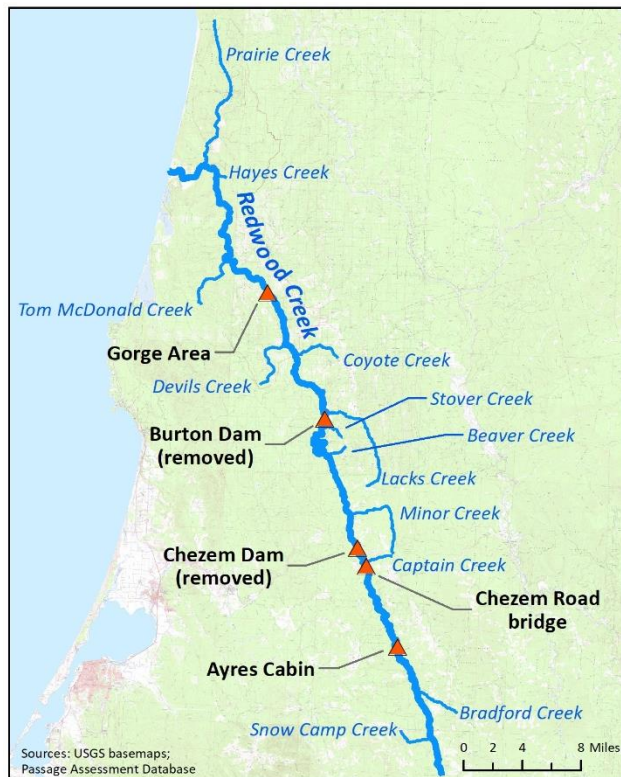 Prairie Creek
Hayes Creek
Redwood Creek
Tom McDonald Creek
Gorge Area
Coyote Creek
Devils Creek
Stover Creek
Burton Dam
(removed)
Beaver Creek
Lacks Creek
Minor Creek
Chezem Dam
(removed)
Captain Creek
Chezem Road
bridge
Ayres Cabin
Bradford Creek
Snow Camp Creek
Sources: USGS basemaps;
Passage Assessment Database
0 4 8 Miles